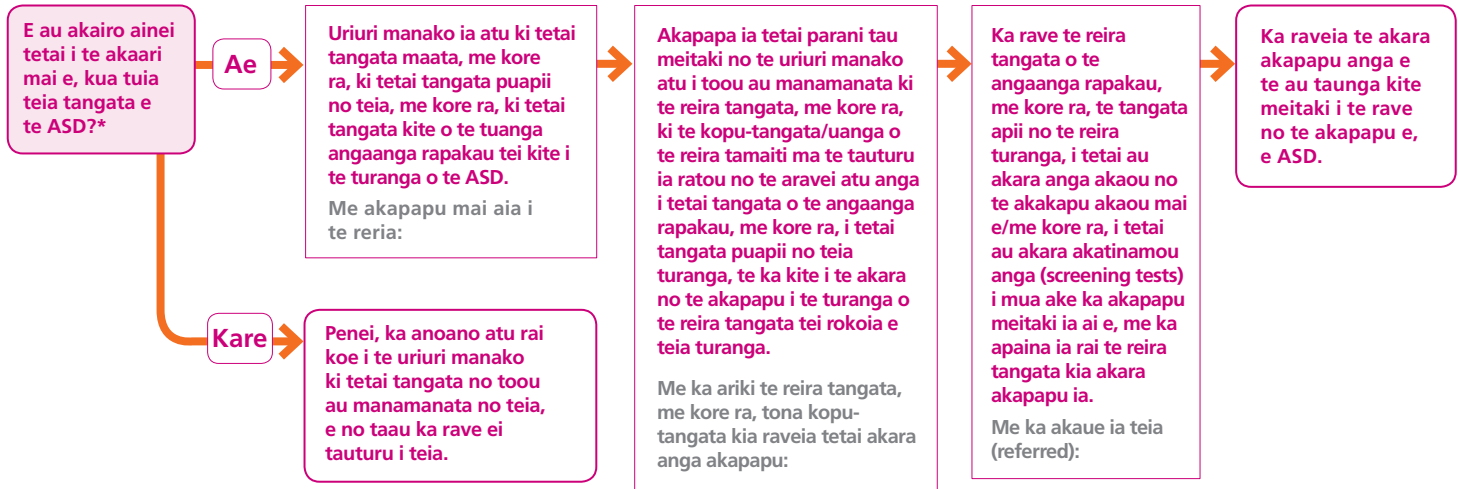 E au akairo ainei
tetai i te akaari
mai e, kua tuia
teia tangata e
te ASD?*
Ae
Uriuri manako ia atu ki tetai
tangata maata, me kore
ra, ki tetai tangata puapii
no teia, me kore ra, ki tetai
tangata kite o te tuanga
angaanga rapakau tei kite i
te turanga o te ASD.
Me akapapu mai aia i
te reria:
Akapapa ia tetai parani tau
meitaki no te uriuri manako
atu i toou au manamanata ki
te reira tangata, me kore ra,
ki te kopu-tangata/uanga o
te reira tamaiti ma te tauturu
ia ratou no te aravei atu anga
i tetai tangata o te angaanga
rapakau, me kore ra, i tetai
tangata puapii no teia
turanga, te ka kite i te akara
no te akapapu i te turanga o
te reira tangata tei rokoia e
teia turanga.
Me ka ariki te reira tangata,
me kore ra, tona kopu-
tangata kia raveia tetai akara
anga akapapu:
Ka rave te reira
tangata o te
angaanga rapakau,
me kore ra, te tangata
apii no te reira
turanga, i tetai au
akara anga akaou no
te akakapu akaou mai
e/me kore ra, i tetai
au akara akatinamou
anga (screening tests)
i mua ake ka akapapu
meitaki ia ai e, me ka
apaina ia rai te reira
tangata kia akara
akapapu ia.
Me ka akaue ia teia
(referred):
Ka raveia te akara
akapapu anga e
te au taunga kite
meitaki i te rave
no te akapapu e,
e ASD.
Kare
Penei, ka anoano atu rai
koe i te uriuri manako
ki tetai tangata no toou
au manamanata no teia,
e no taau ka rave ei
tauturu i teia.